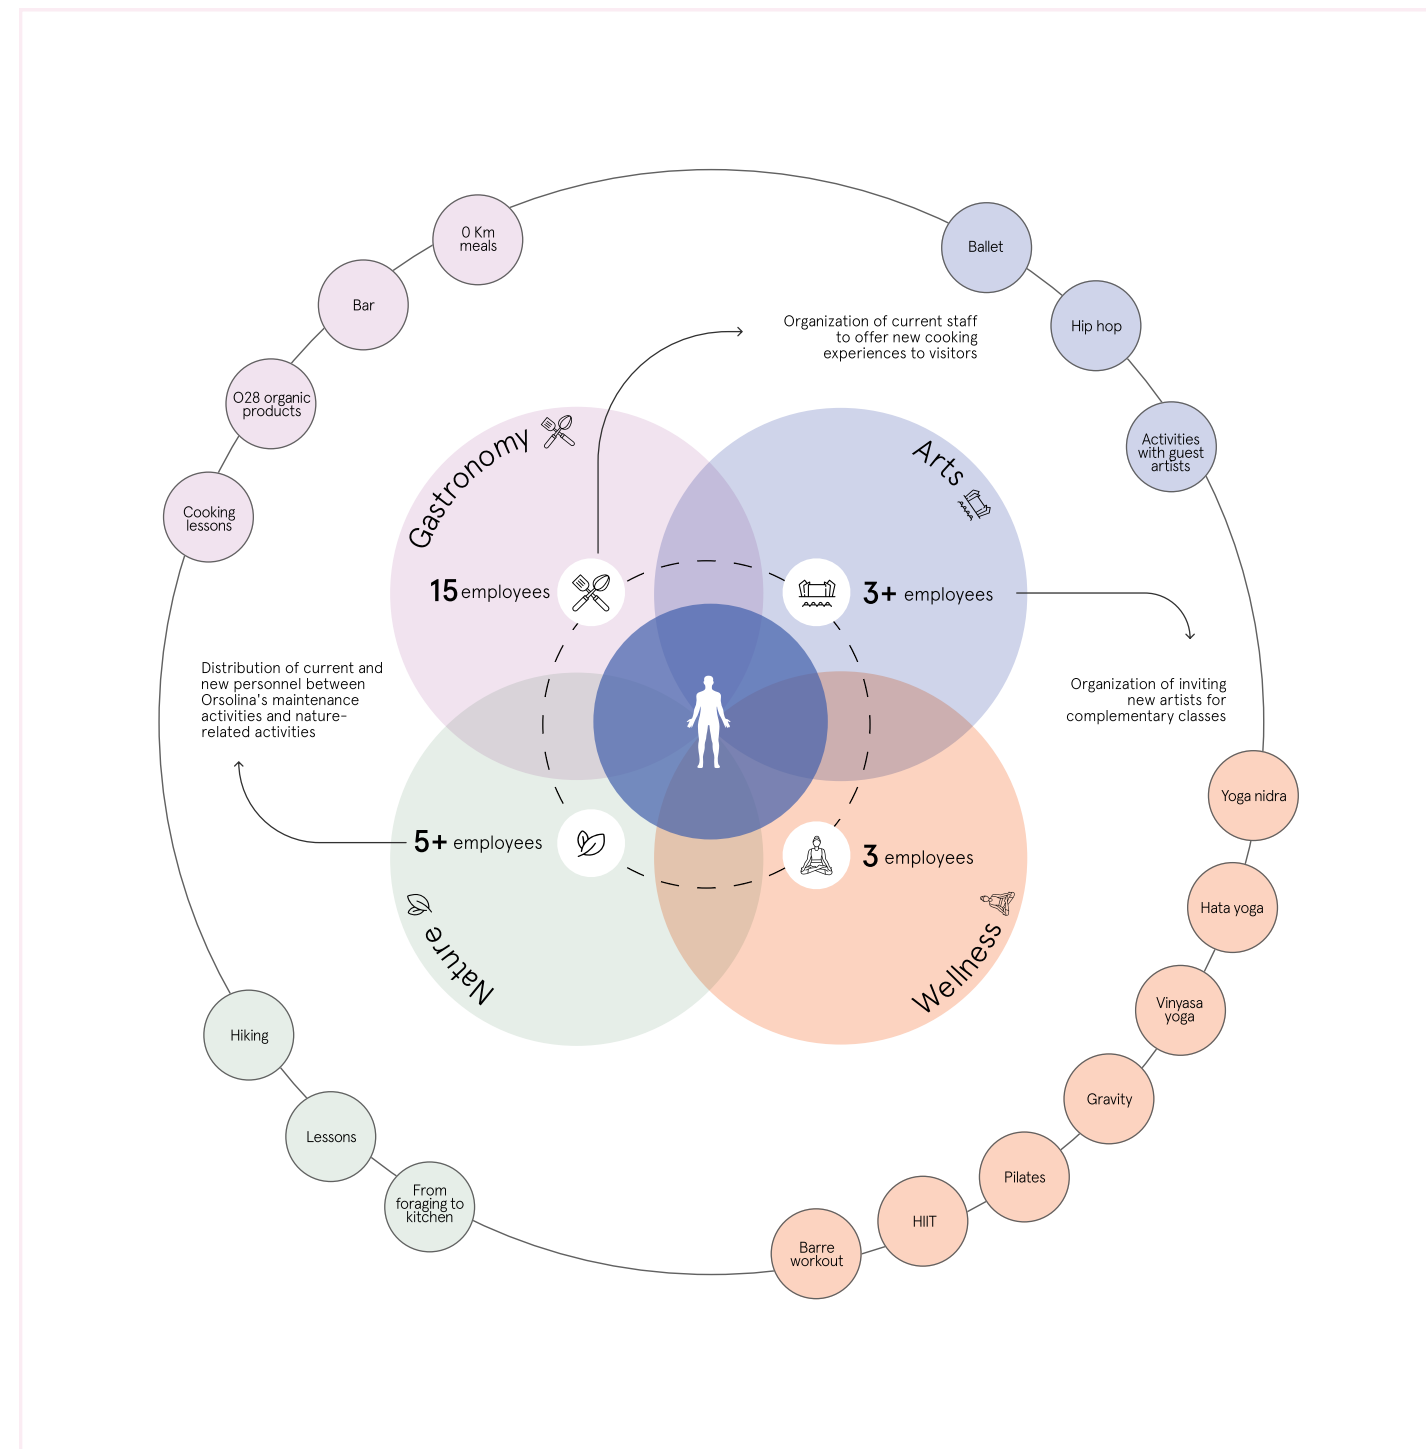 0 Km
meals
Bar
O28 organic
products
Cooking
lessons
Ballet
Hip hop
Activities
with guest
artists
Organization of current staff
to offer new cooking
experiences to visitors
Gastronomy
Arts
15 employees
3+ employees
Distribution of current and
new personnel between
Orsolina's maintenance
activities and nature-
related activities
Organization of inviting
new artists for
complementary classes
5+ employees
3 employees
Nature
Wellness
Yoga nidra
Hata yoga
Vinyasa
yoga
Gravity
Pilates
HIIT
Barre
workout
Hiking
Lessons
From
foraging to
kitchen